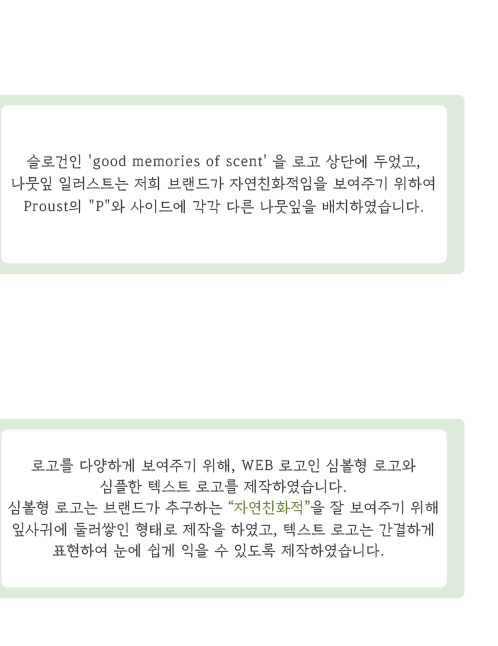 슬로건인 'good memories of scent' 을 로고 상단에 두었고,
나뭇잎 일러스트는 저희 브랜드가 자연친화적임을 보여주기 위하여
Proust의 "P"와 사이드에 각각 다른 나뭇잎을 배치하였습니다.
로고를 다양하게 보여주기 위해, WEB 로고인 심볼형 로고와
심플한 텍스트 로고를 제작하였습니다.
심볼형 로고는 브랜드가 추구하는 “자연친화적”을 잘 보여주기 위해
잎사귀에 둘러쌓인 형태로 제작을 하였고, 텍스트 로고는 간결하게
표현하여 눈에 쉽게 익을 수 있도록 제작하였습니다.